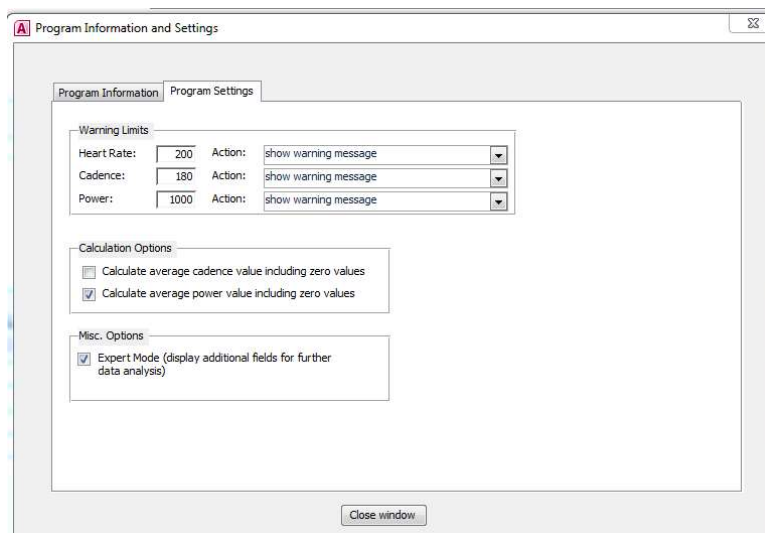 A Program Information and Settings
Program Information Program Settings
Warning Limits
Heart Rate: 200 Action: show warning message
Cadence: 180 Action: show warning message
Power: 1000 Action: show warning message
Calculation Options
Calculate average cadence value including zero values
Calculate average power value including zero values
Misc. Options
Expert Mode (display additional fields for further
data analysis)
Close window